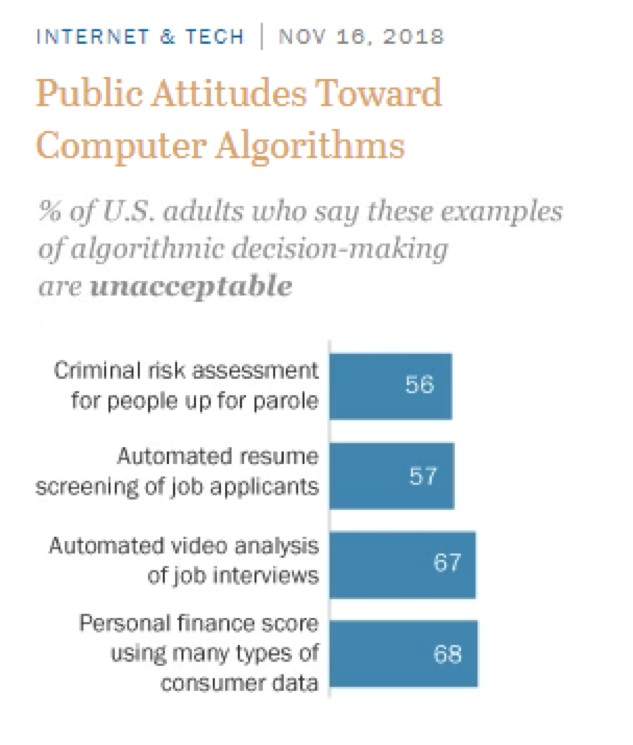 INTERNET & TECH | NOV 16, 2018
Public Attitudes Toward
Computer Algorithms
% of U.S. adults who say these examples
of algorithmic decision-making
are unacceptable
Criminal risk assessment
for people up for parole
56
Automated resume
screening of job applicants
57
Automated video analysis
of job interviews
67
Personal finance score
using many types of
consumer data
68